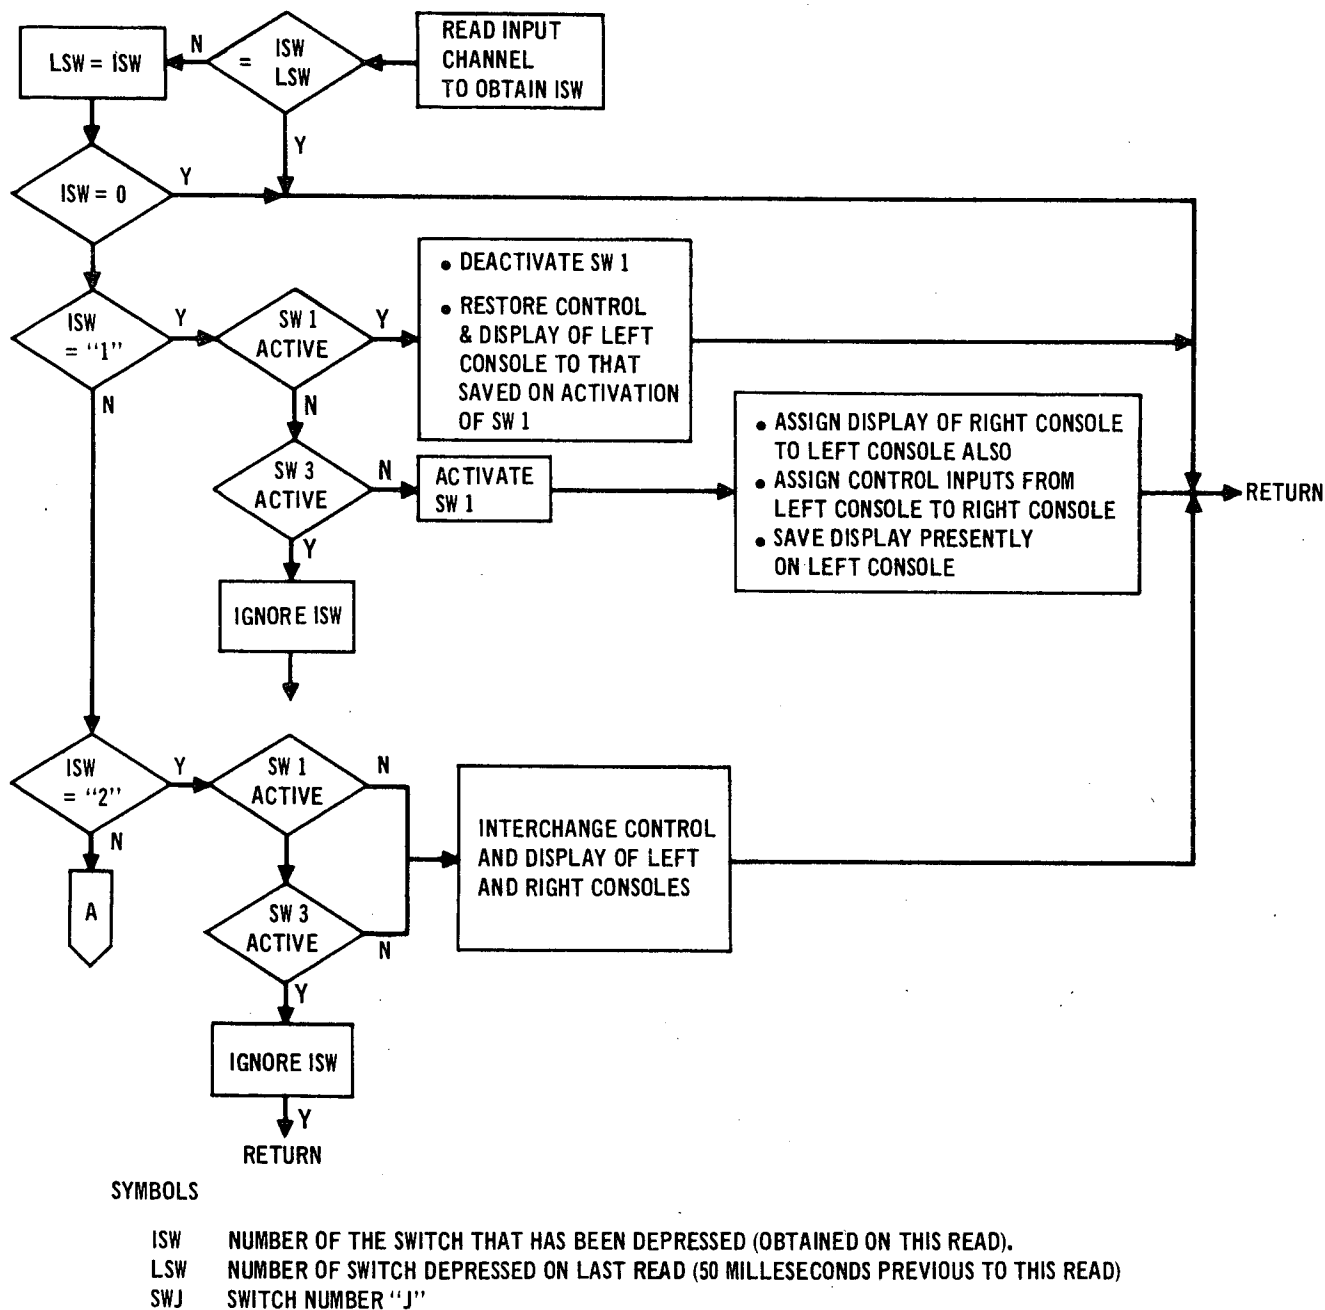 READ INPUT
CHANNEL
TO OBTAIN ISW
ISW
= LSW
N
LSW = ISW
Y
ISW = 0
Y
ISW
= "1"
Y
SW 1
ACTIVE
Y
• DEACTIVATE SW 1
• RESTORE CONTROL
& DISPLAY OF LEFT
CONSOLE TO THAT
SAVED ON ACTIVATION
OF SW 1
N
N
SW 3
ACTIVE
N
ACTIVATE
SW 1
• ASSIGN DISPLAY OF RIGHT CONSOLE
TO LEFT CONSOLE ALSO
• ASSIGN CONTROL INPUTS FROM
LEFT CONSOLE TO RIGHT CONSOLE
• SAVE DISPLAY PRESENTLY
ON LEFT CONSOLE
RETURN
Y
IGNORE ISW
ISW
= "2"
Y
SW 1
ACTIVE
N
INTERCHANGE CONTROL
AND DISPLAY OF LEFT
AND RIGHT CONSOLES
N
A
SW 3
ACTIVE
N
Y
IGNORE ISW
Y
RETURN
SYMBOLS
ISW NUMBER OF THE SWITCH THAT HAS BEEN DEPRESSED (OBTAINED ON THIS READ).
LSW NUMBER OF SWITCH DEPRESSED ON LAST READ (50 MILLESECONDS PREVIOUS TO THIS READ)
SWJ SWITCH NUMBER "J"